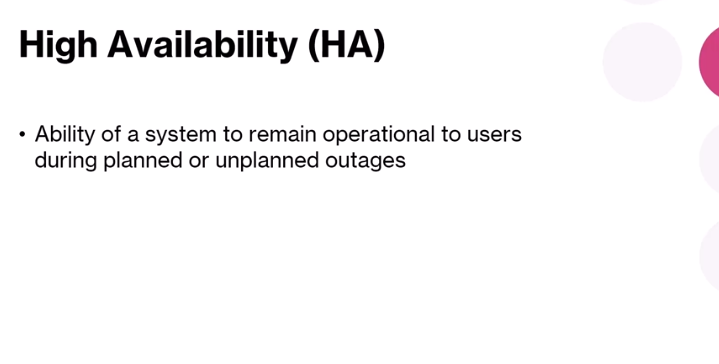 High Availability (HA)
• Ability of a system to remain operational to users
during planned or unplanned outages